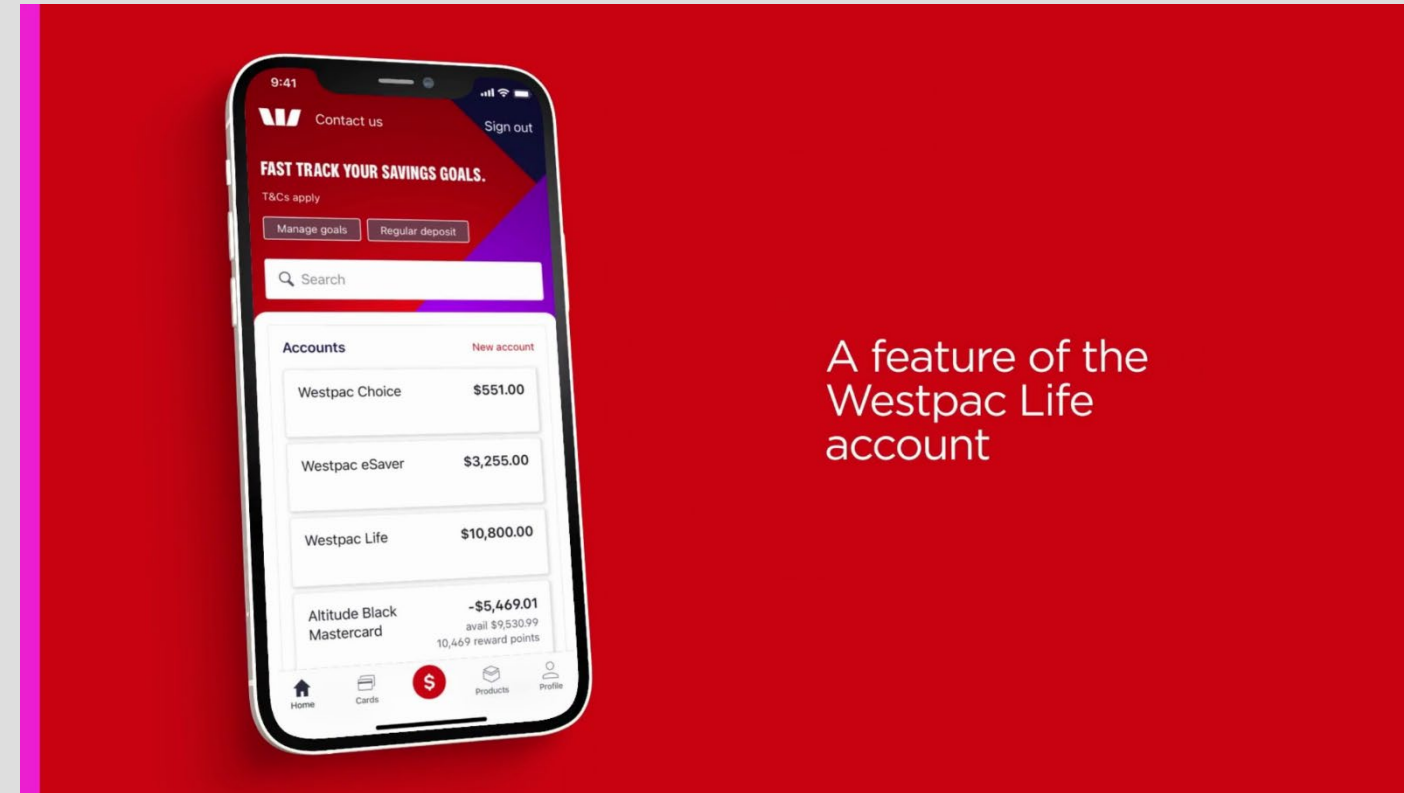 9:41
Contact us
Sign out
FAST TRACK YOUR SAVINGS GOALS.
T&Cs apply
Manage goals
Regular deposit
Search
Accounts
New account
Westpac Choice
$551.00
Westpac eSaver
$3,255.00
Westpac Life
$10,800.00
Altitude Black
Mastercard
-$5,469.01
avail $9,530.99
10,469 reward points
$
Home
Cards
Products
Profile
A feature of the
Westpac Life
account